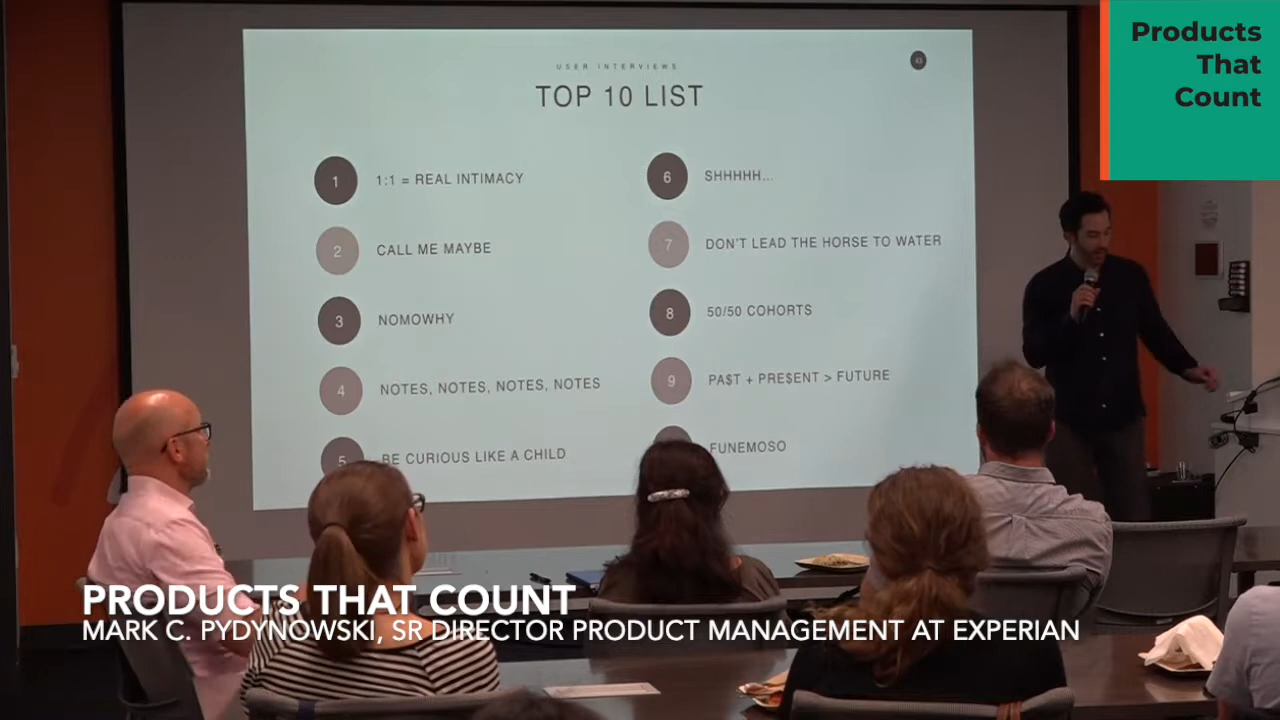 Products
That
Count
USER INTERVIEWS
43
TOP 10 LIST
1 1:1 = REAL INTIMACY
2 CALL ME MAYBE
3 NOMOWHY
4 NOTES, NOTES, NOTES, NOTES
5 BE CURIOUS LIKE A CHILD
6 SHHHHH...
7 DON'T LEAD THE HORSE TO WATER
8 50/50 COHORTS
9 PA$T + PRE$ENT > FUTURE
FUNEMOSO
PRODUCTS THAT COUNT
MARK C. PYDYNOWSKI, SR DIRECTOR PRODUCT MANAGEMENT AT EXPERIAN